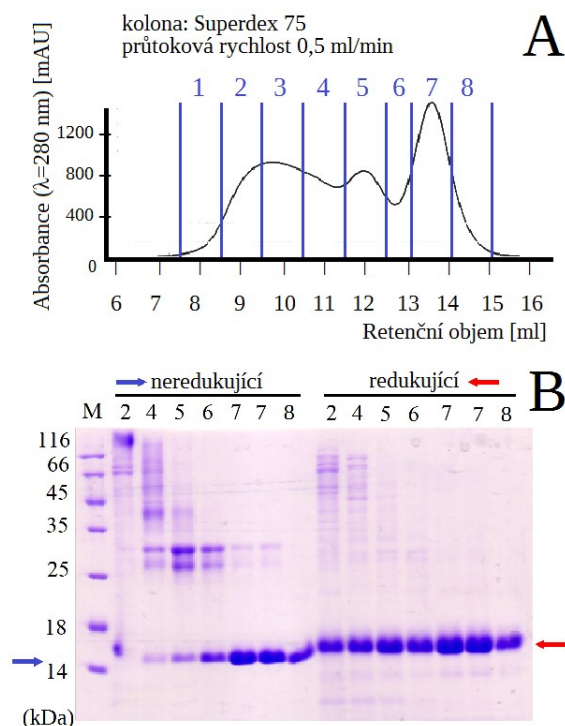 kolona: Superdex 75
průtoková rychlost 0,5 ml/min
A
Absorbance (λ=280 nm) [mAU]
1 2 3 4 5 6 7 8
1200
800
400
0
6 7 8 9 10 11 12 13 14 15 16
Retenční objem [ml]
B
neredukující redukující
M 2 4 5 6 7 7 8 2 4 5 6 7 7 8
116
66
45
35
25
18
14
(kDa)